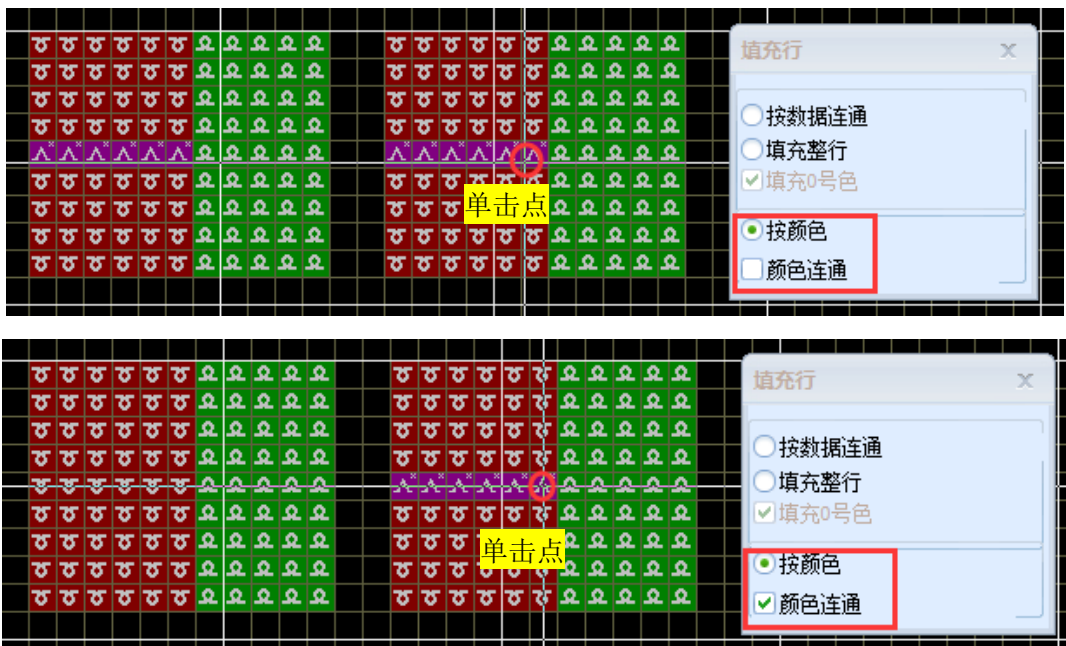 填充行
按数据连通
填充整行
填充0号色
单击点
按颜色
颜色连通
填充行
按数据连通
填充整行
填充0号色
单击点
按颜色
颜色连通